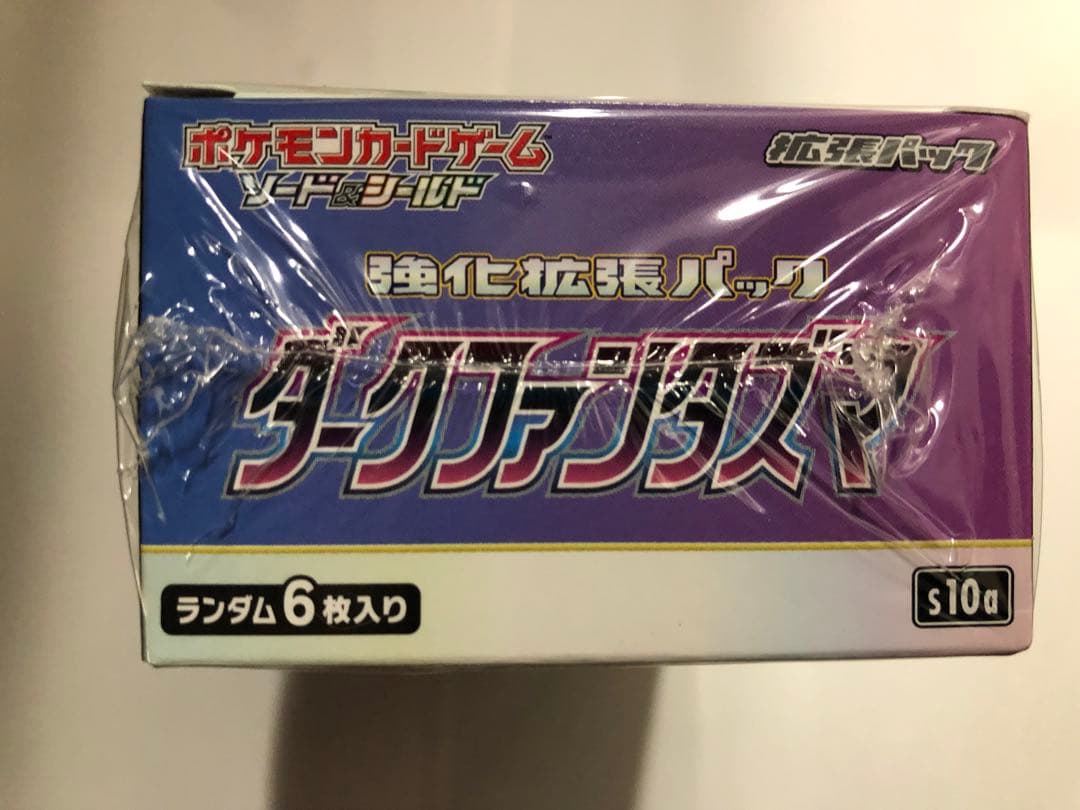 ポケモンカードゲーム
ソード&シールド
拡張パック
強化拡張パック
ダークファンタズマ
ランダム6枚入り
s10a